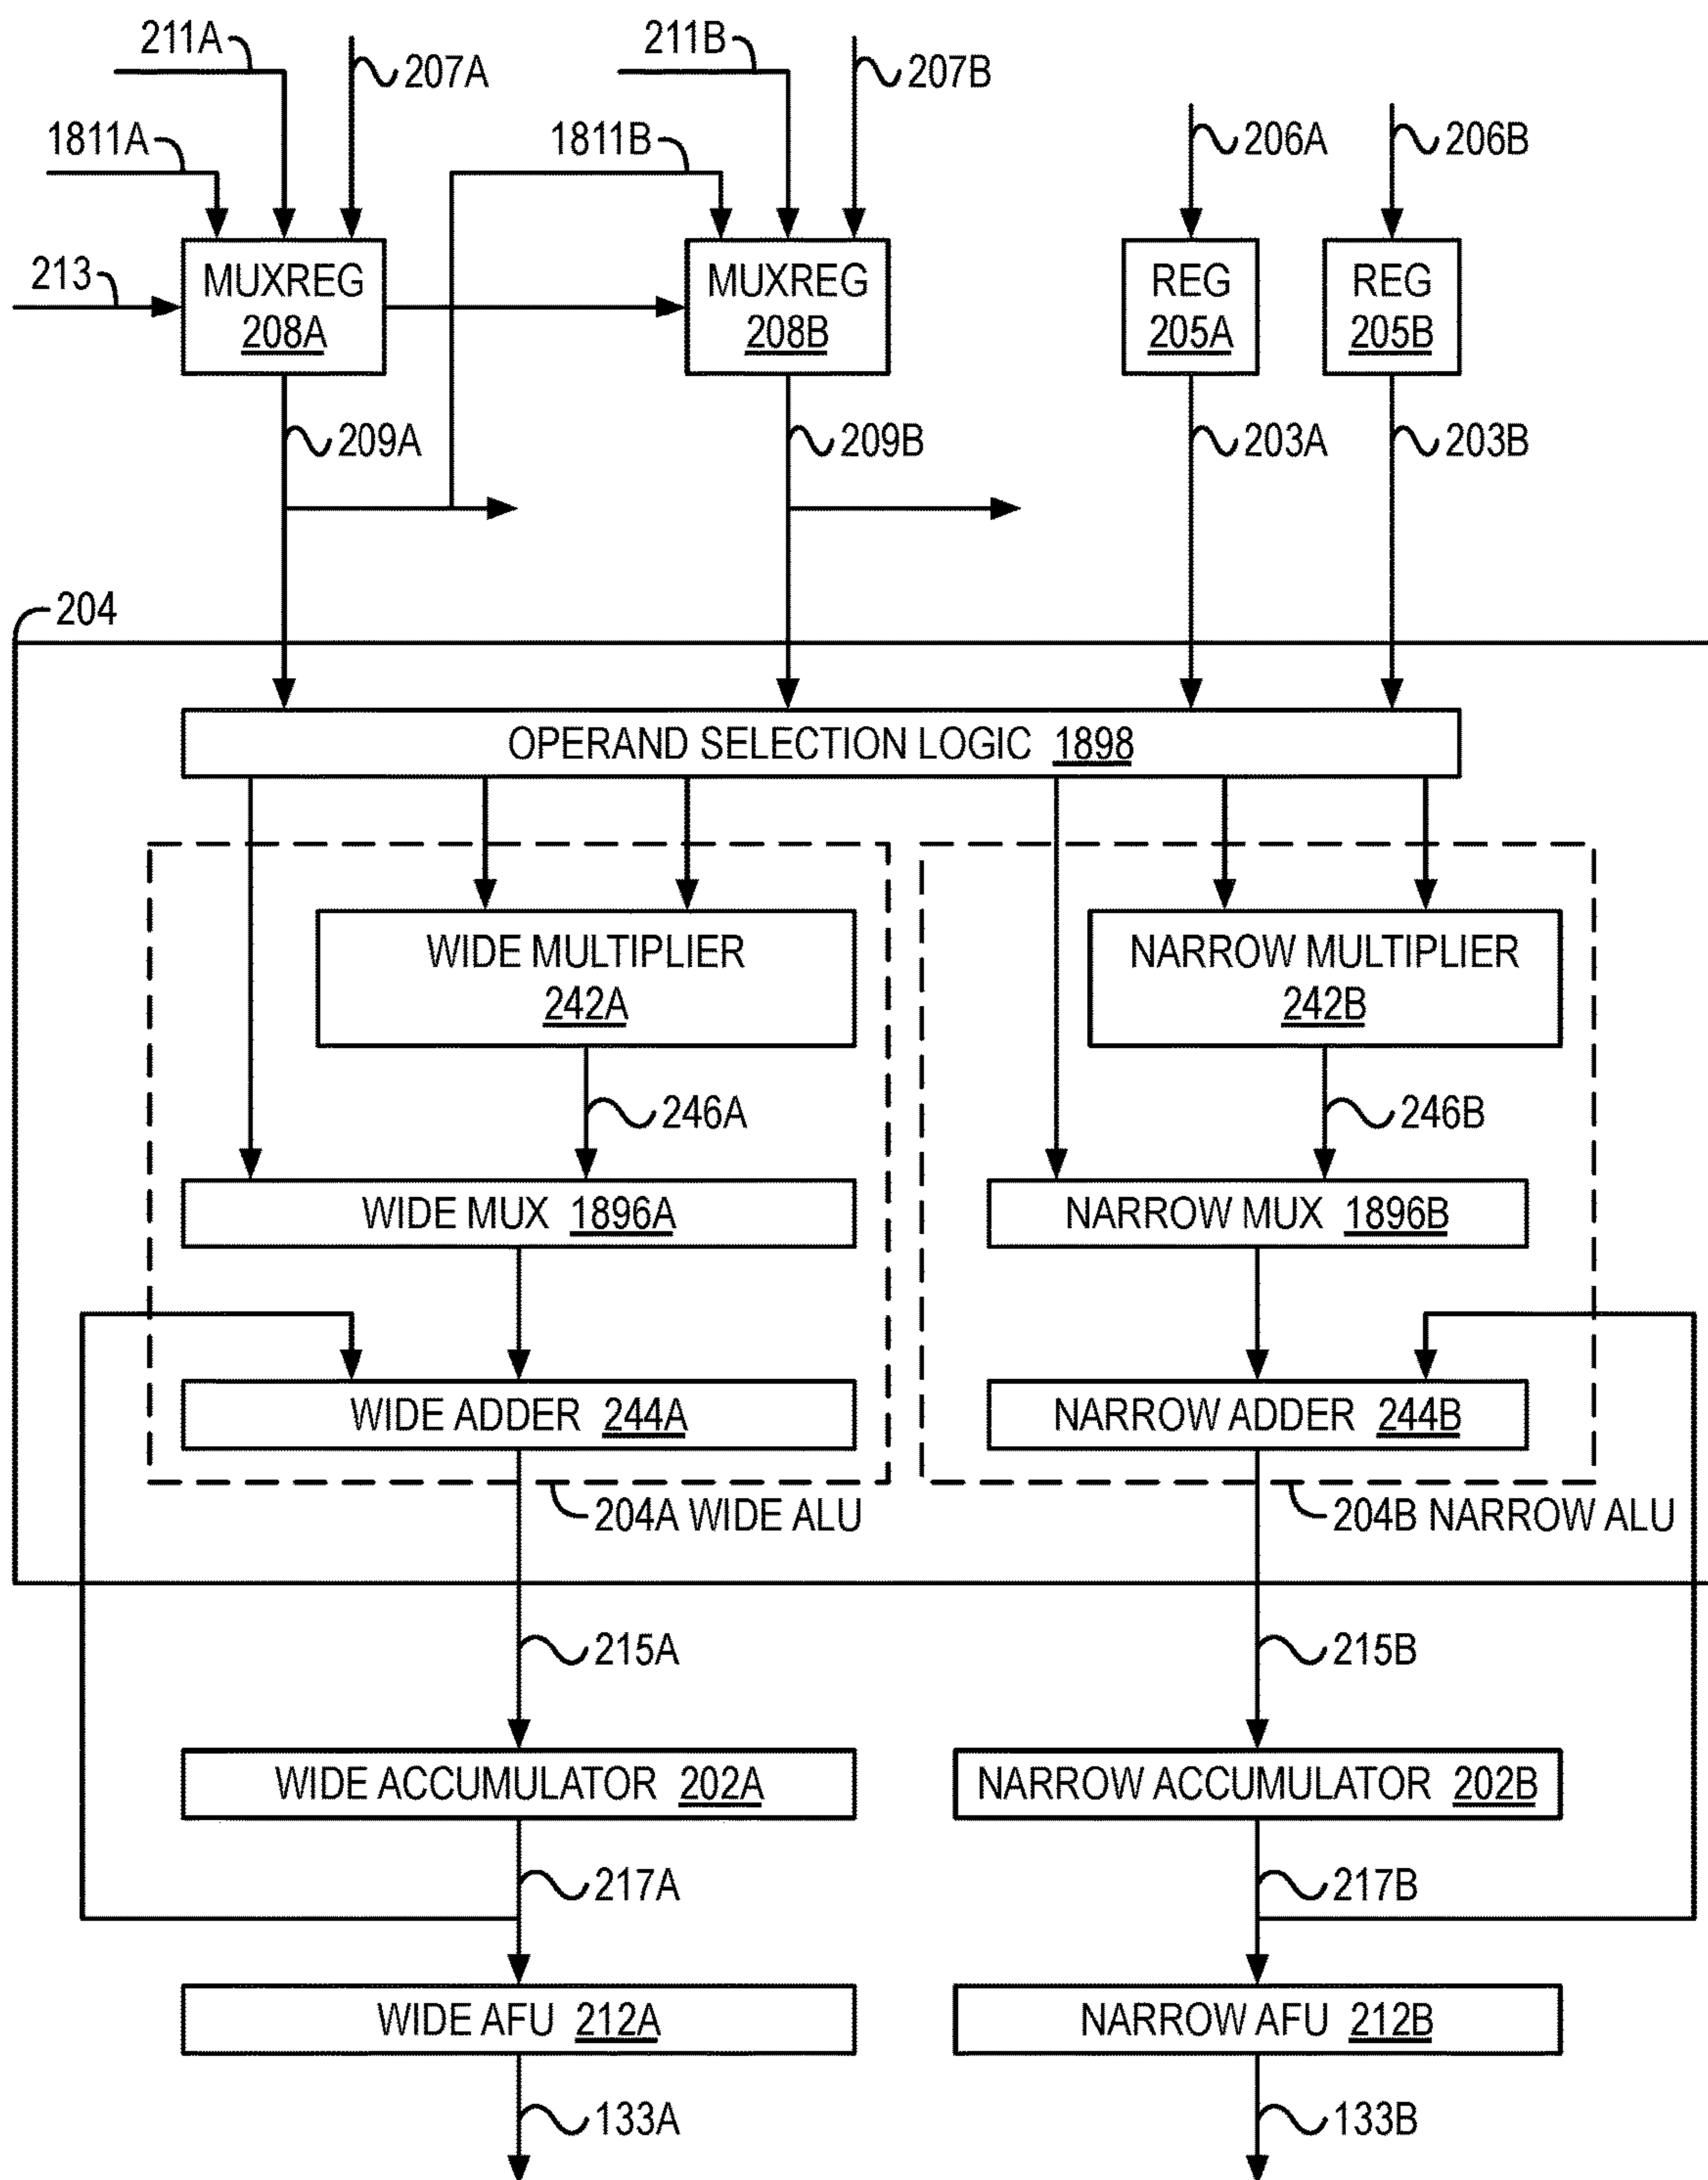 211A
207A
211B
207B
1811A
1811B
206A
206B
213
MUXREG
208A
MUXREG
208B
REG
205A
REG
205B
209A
209B
203A
203B
204
OPERAND SELECTION LOGIC 1898
WIDE MULTIPLIER
242A
NARROW MULTIPLIER
242B
246A
246B
WIDE MUX 1896A
NARROW MUX 1896B
WIDE ADDER 244A
NARROW ADDER 244B
204A WIDE ALU
204B NARROW ALU
215A
215B
WIDE ACCUMULATOR 202A
NARROW ACCUMULATOR 202B
217A
217B
WIDE AFU 212A
NARROW AFU 212B
133A
133B